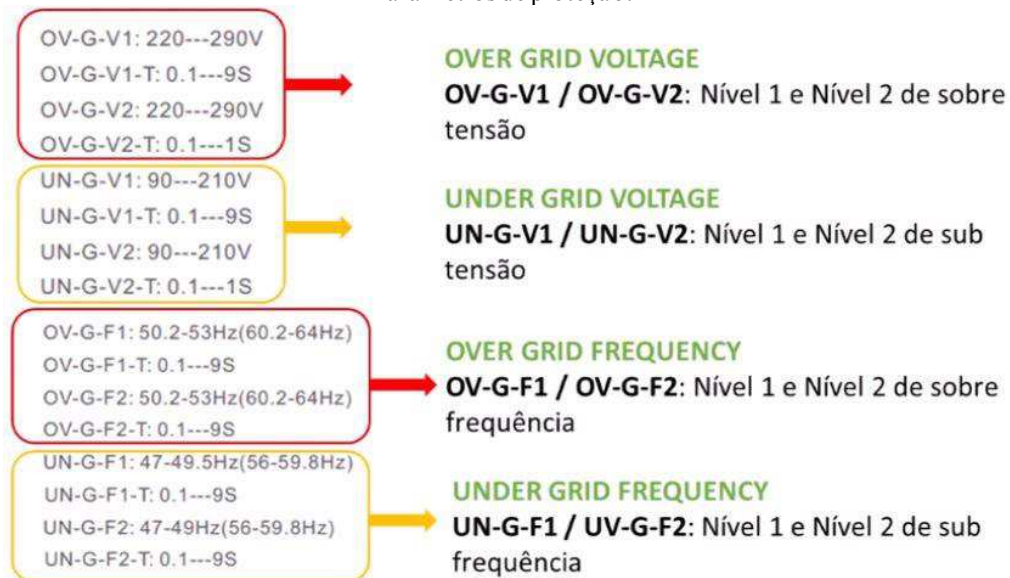 OV-G-V1: 220---290V
OV-G-V1-T: 0.1---9S
OV-G-V2: 220---290V
OV-G-V2-T: 0.1---1S
OVER GRID VOLTAGE
OV-G-V1 / OV-G-V2: Nível 1 e Nível 2 de sobre
tensão
UN-G-V1: 90---210V
UN-G-V1-T: 0.1---9S
UN-G-V2: 90---210V
UN-G-V2-T: 0.1---1S
UNDER GRID VOLTAGE
UN-G-V1 / UN-G-V2: Nível 1 e Nível 2 de sub
tensão
OV-G-F1: 50.2-53Hz(60.2-64Hz)
OV-G-F1-T: 0.1---9S
OV-G-F2: 50.2-53Hz(60.2-64Hz)
OV-G-F2-T: 0.1---9S
OVER GRID FREQUENCY
OV-G-F1 / OV-G-F2: Nível 1 e Nível 2 de sobre
frequência
UN-G-F1: 47-49.5Hz(56-59.8Hz)
UN-G-F1-T: 0.1---9S
UN-G-F2: 47-49Hz(56-59.8Hz)
UN-G-F2-T: 0.1---9S
UNDER GRID FREQUENCY
UN-G-F1 / UV-G-F2: Nível 1 e Nível 2 de sub
frequência